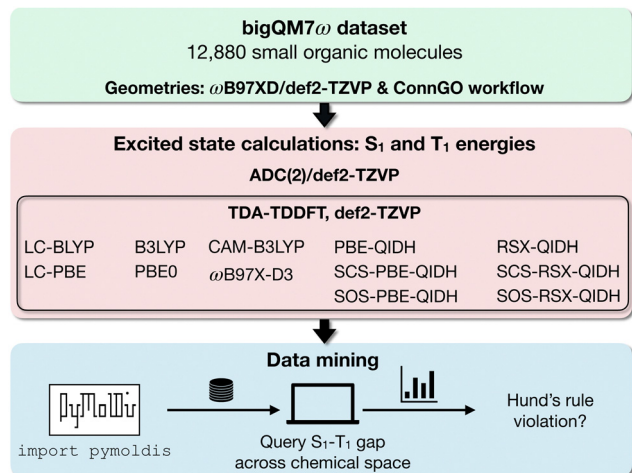 bigQM7ω dataset
12,880 small organic molecules
Geometries: ωB97XD/def2-TZVP & ConnGO workflow
Excited state calculations: S₁ and T₁ energies
ADC(2)/def2-TZVP
TDA-TDDFT, def2-TZVP
LC-BLYP B3LYP CAM-B3LYP PBE-QIDH RSX-QIDH
LC-PBE PBE0 ωB97X-D3 SCS-PBE-QIDH SCS-RSX-QIDH
SOS-PBE-QIDH SOS-RSX-QIDH
Data mining
PyMolDis
import pymoldis
Query S₁-T₁ gap
across chemical space
Hund's rule
violation?